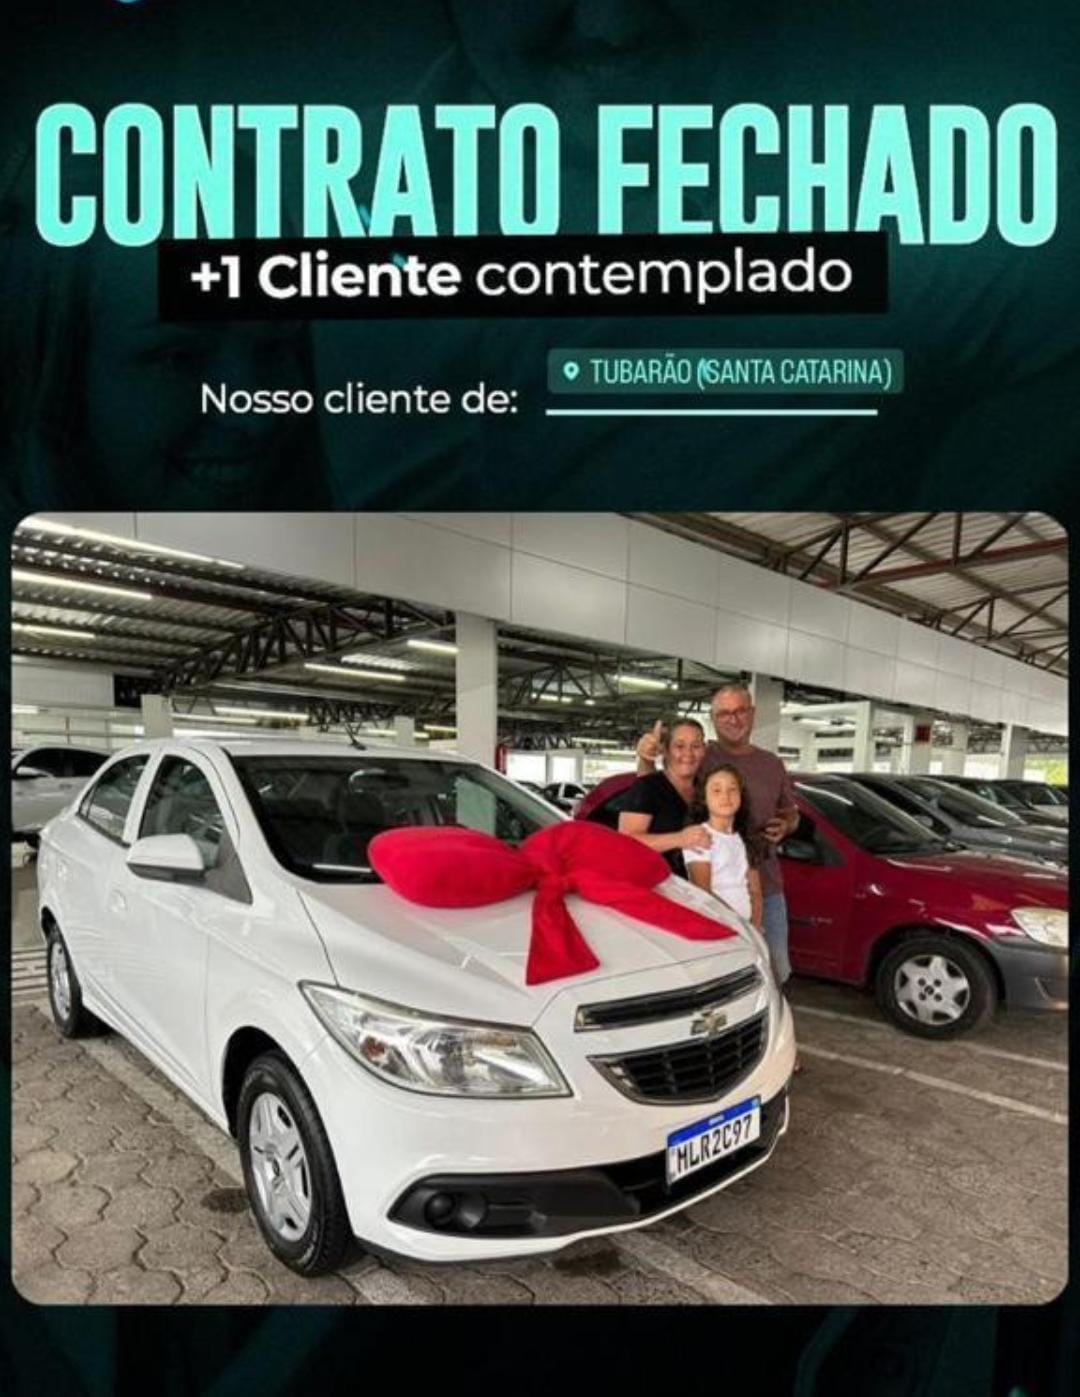 CONTRATO FECHADO
+1 Cliente contemplado
TUBARÃO (SANTA CATARINA)
Nosso cliente de:
MLR2C97